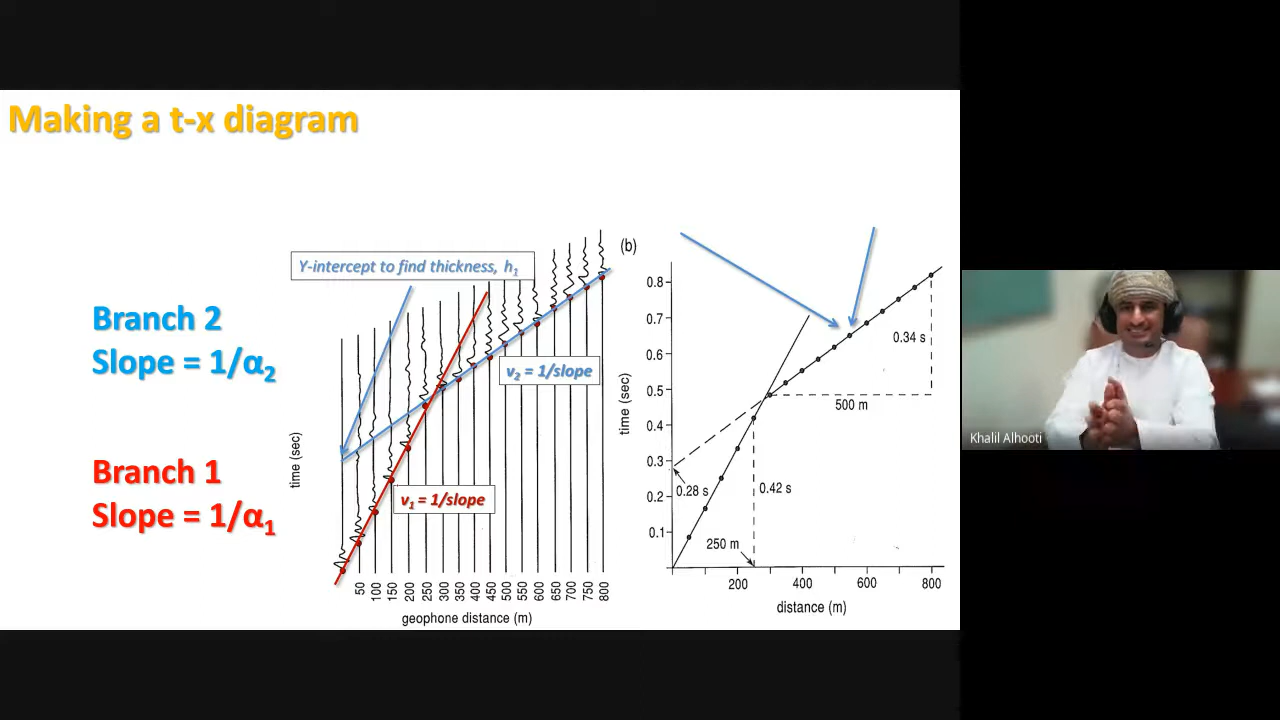 Making a t-x diagram
Branch 2
Slope = 1/α₂
Branch 1
Slope = 1/α₁
Y-intercept to find thickness, h₁
v₂ = 1/slope
v₁ = 1/slope
time (sec)
50 100 150 200 250 300 350 400 450 500 550 600 650 700 750 800
geophone distance (m)
(b)
0.8
0.7
0.6
0.5
0.4
0.3
0.2
0.1
time (sec)
0.34 s
500 m
0.28 s
0.42 s
250 m
200 400 600 800
distance (m)
Khalil Alhooti